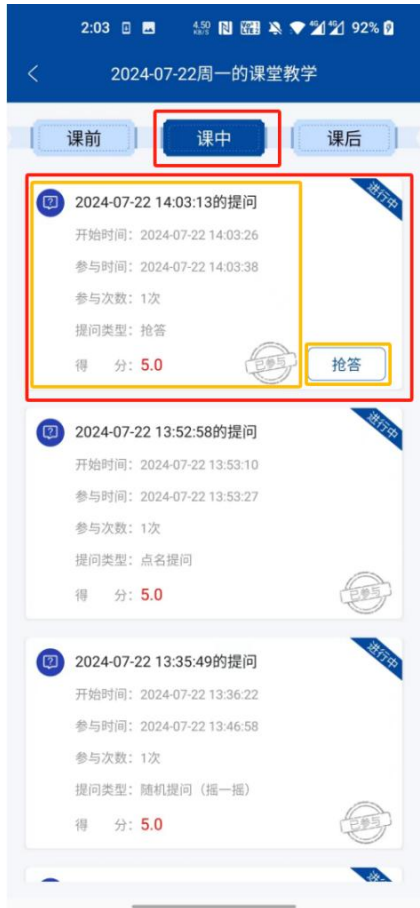 2:03 4.50 KB/S 4G 4G 92%
2024-07-22周一的课堂教学
课前 课中 课后
2024-07-22 14:03:13的提问 进行中
开始时间：2024-07-22 14:03:26
参与时间：2024-07-22 14:03:38
参与次数：1次
提问类型：抢答
得 分：5.0 已参与 抢答
2024-07-22 13:52:58的提问 进行中
开始时间：2024-07-22 13:53:10
参与时间：2024-07-22 13:53:27
参与次数：1次
提问类型：点名提问
得 分：5.0 已参与
2024-07-22 13:35:49的提问 进行中
开始时间：2024-07-22 13:36:22
参与时间：2024-07-22 13:46:58
参与次数：1次
提问类型：随机提问（摇一摇）
得 分：5.0 已参与